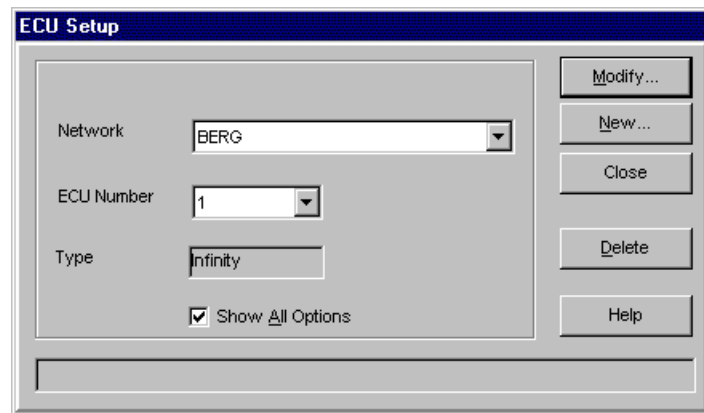 ECU Setup
Modify...
Network
BERG
New...
Close
ECU Number
1
Type
Infinity
Delete
Show All Options
Help